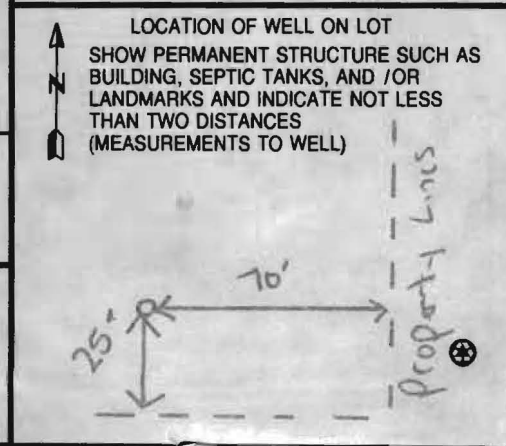 LOCATION OF WELL ON LOT
N
SHOW PERMANENT STRUCTURE SUCH AS
BUILDING, SEPTIC TANKS, AND /OR
LANDMARKS AND INDICATE NOT LESS
THAN TWO DISTANCES
(MEASUREMENTS TO WELL)
70'
25"
Property Lines